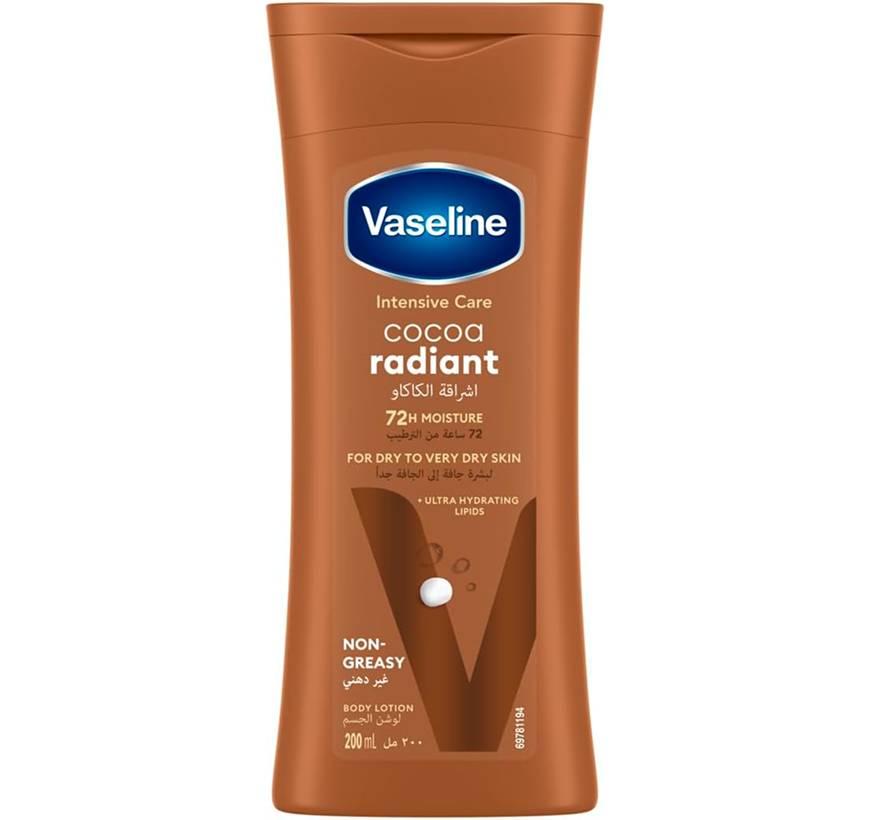 Vaseline
Intensive Care
cocoa
radiant
اشراقة الكاكاو
72H MOISTURE
72 ساعة من الترطيب
FOR DRY TO VERY DRY SKIN
لبشرة جافة إلى الجافة جداً
+ ULTRA HYDRATING
LIPIDS
NON-
GREASY
غير دهني
BODY LOTION
لوشن الجسم
200 mL ٢٠٠ مل
69781194